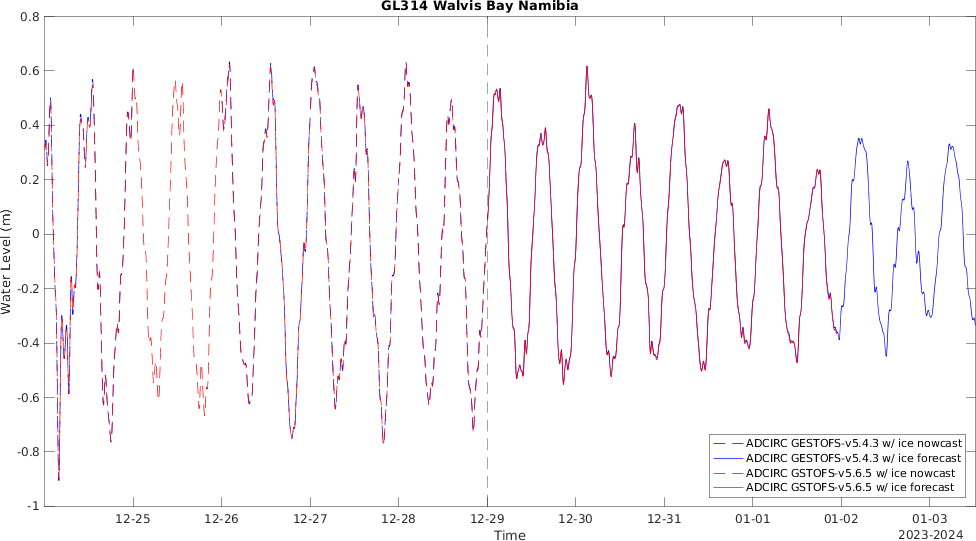 GL314 Walvis Bay Namibia
0.8
0.6
0.4
0.2
0
-0.2
-0.4
-0.6
-0.8
-1
Water Level (m)
ADCIRC GESTOFS-v5.4.3 w/ ice nowcast
ADCIRC GESTOFS-v5.4.3 w/ ice forecast
ADCIRC GSTOFS-v5.6.5 w/ ice nowcast
ADCIRC GSTOFS-v5.6.5 w/ ice forecast
12-25 12-26 12-27 12-28 12-29 12-30 12-31 01-01 01-02 01-03
Time
2023-2024